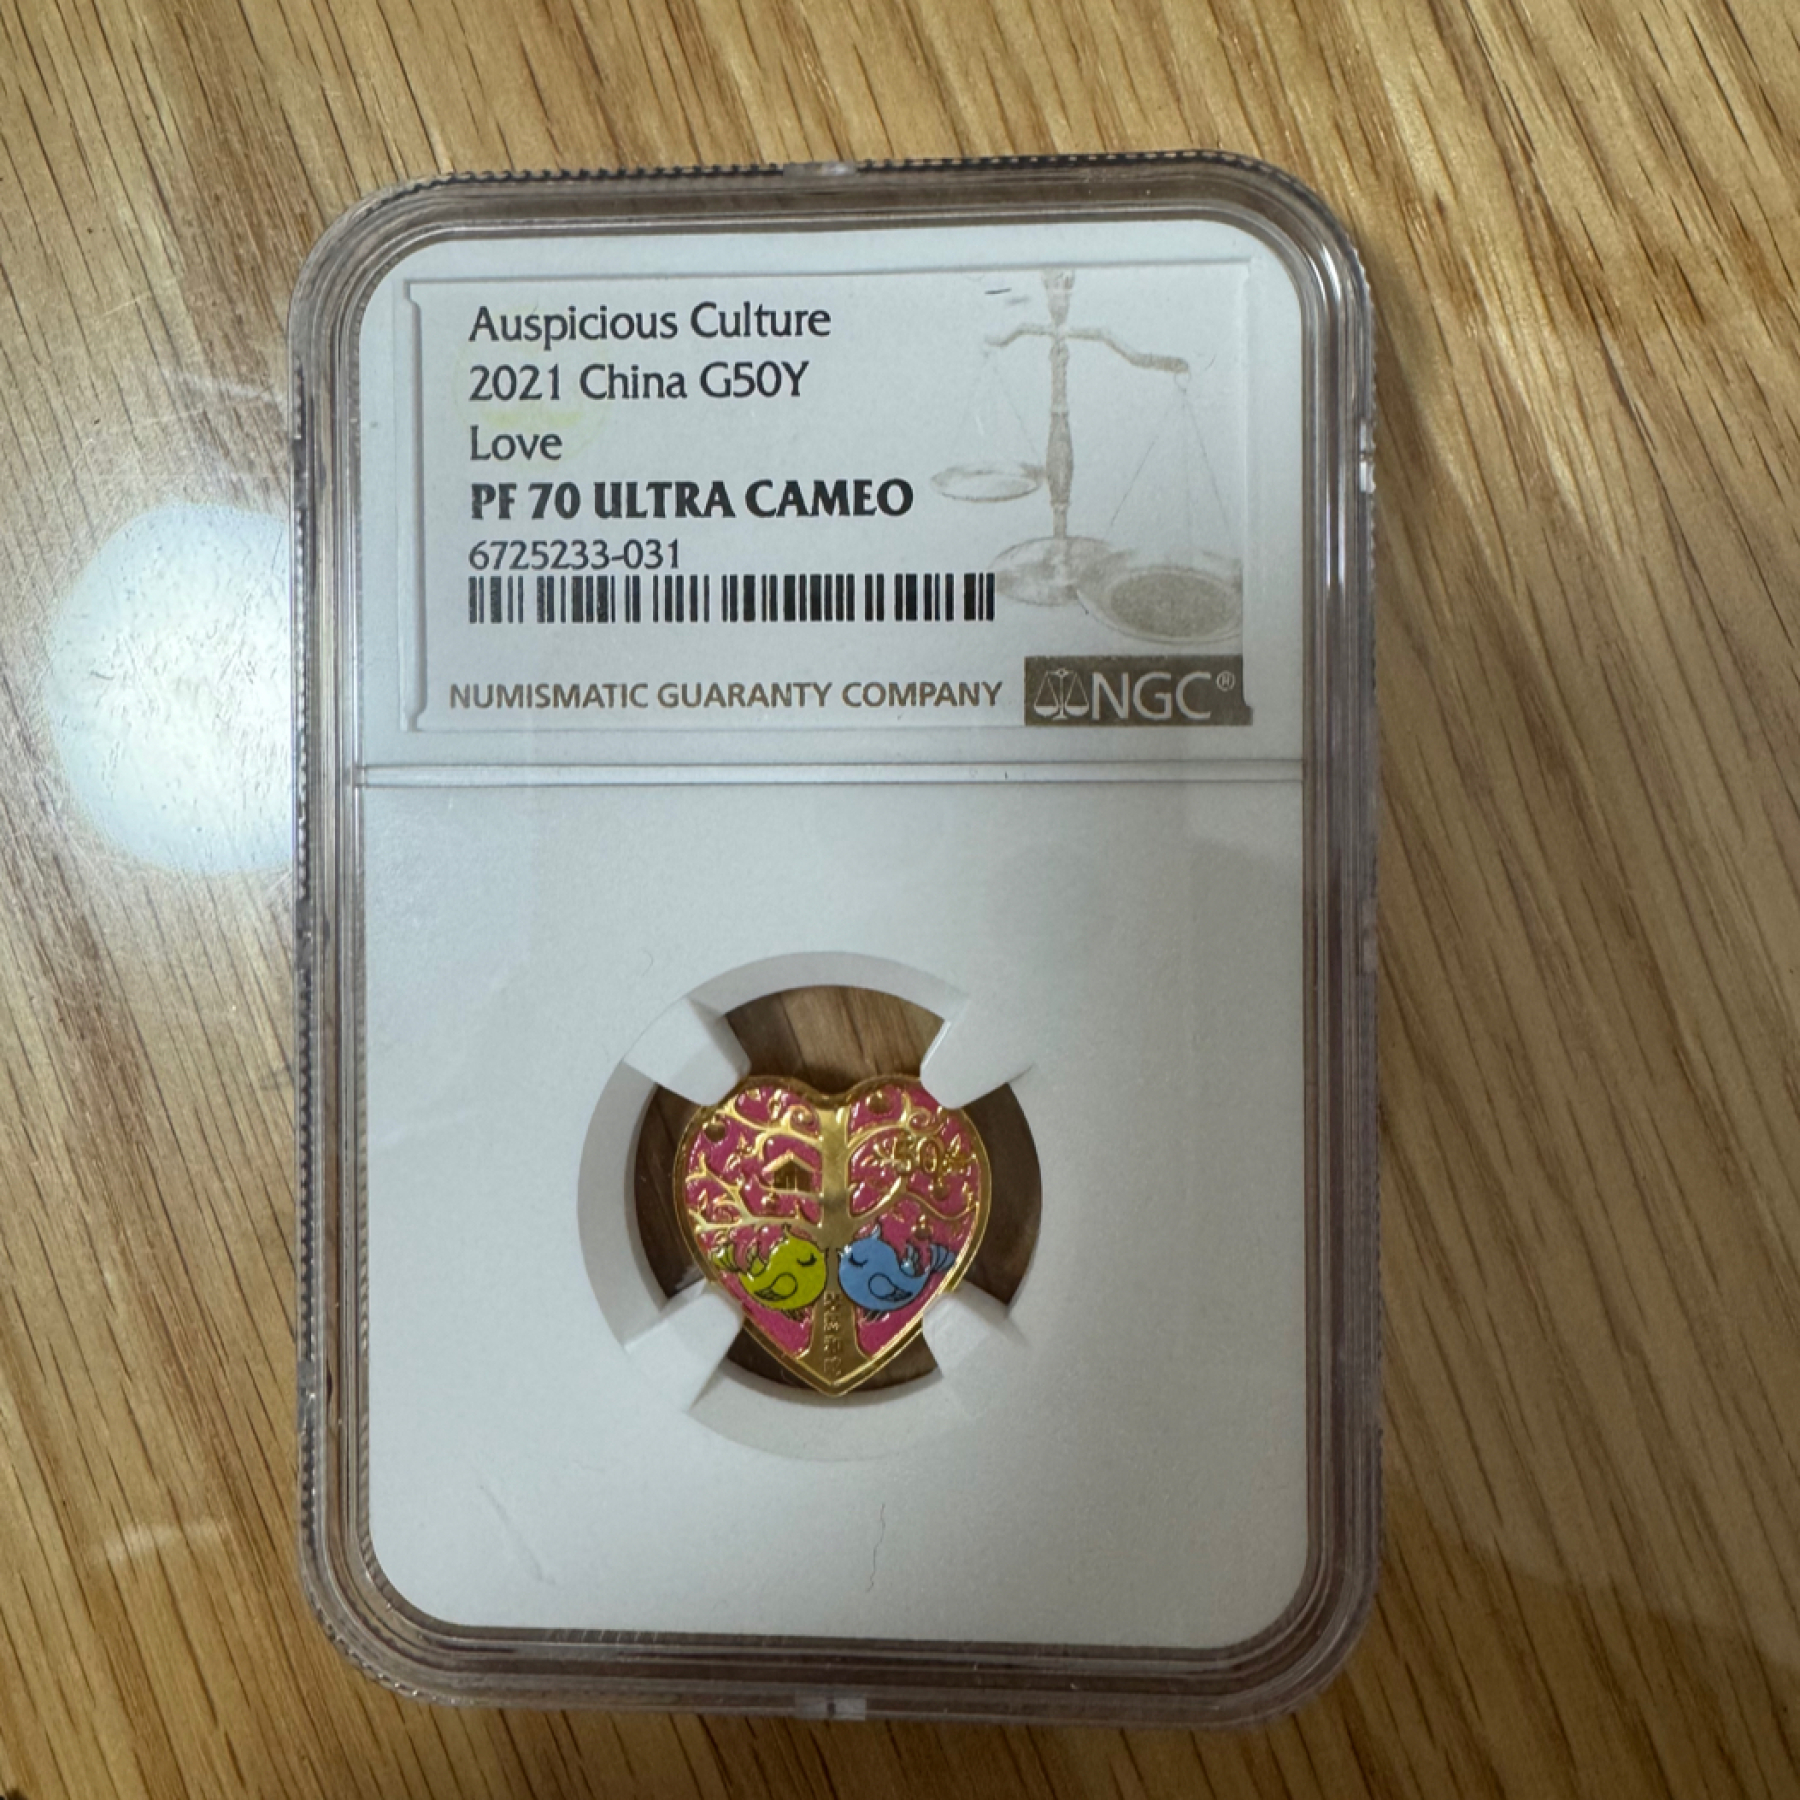 Auspicious Culture
2021 China G50Y
Love
PF 70 ULTRA CAMEO
6725233-031
NUMISMATIC GUARANTY COMPANY
NGC®
50